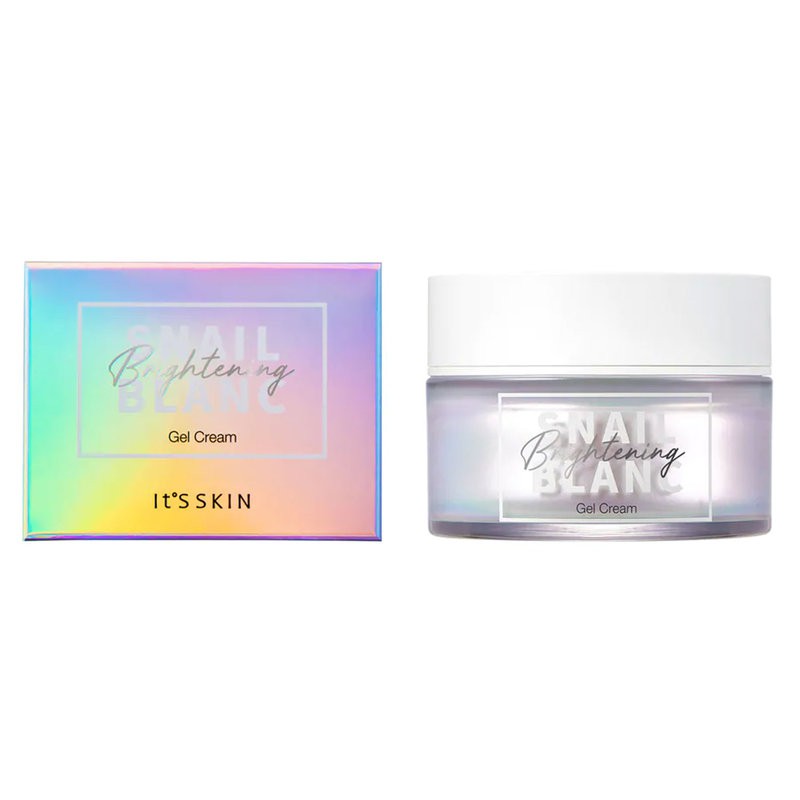 SNAIL
Brightening
BLANC
Gel Cream
It'S SKIN
SNAIL
Brightening
BLANC
Gel Cream